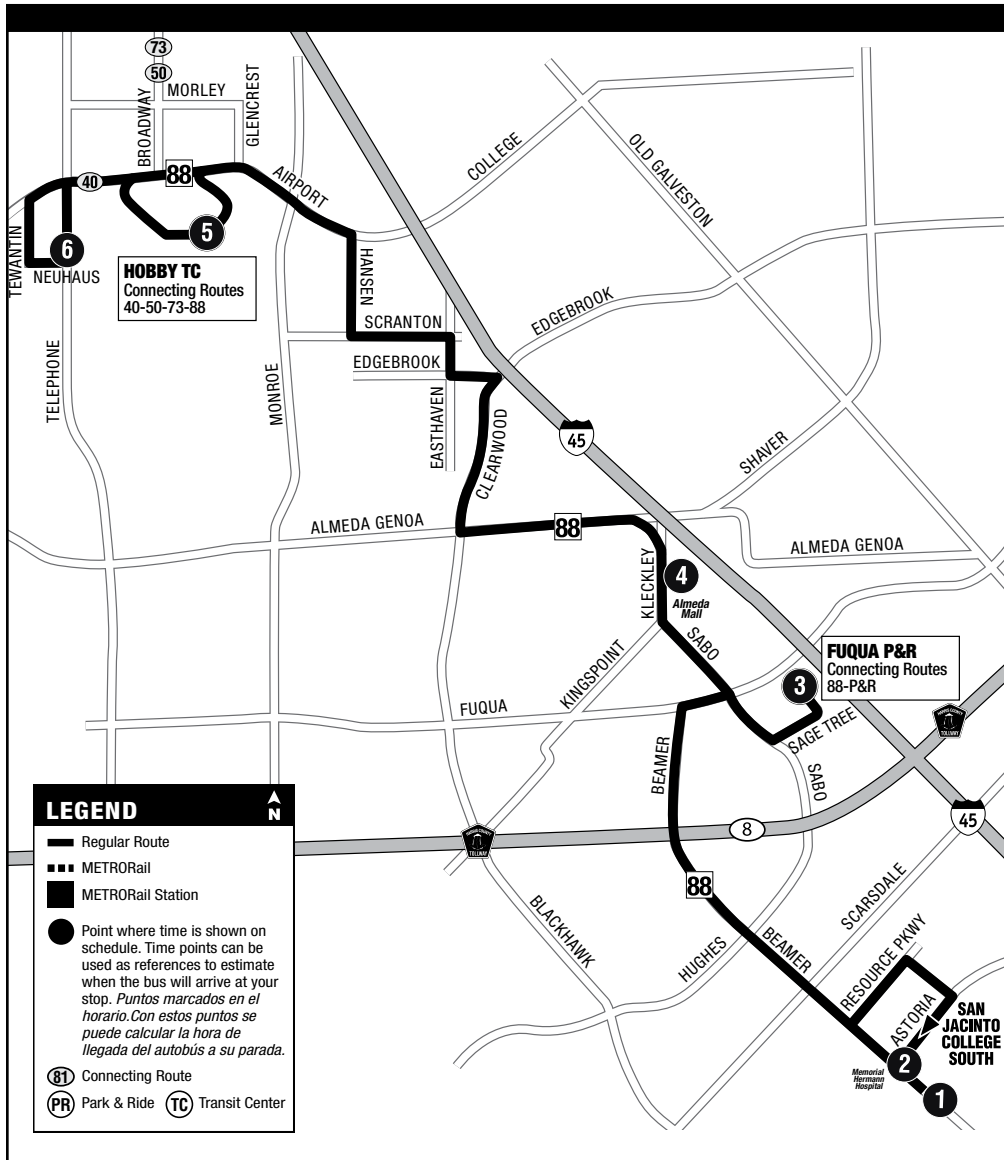 73
50
MORLEY
BROADWAY
GLENCREST
88
40
AIRPORT
COLLEGE
OLD GALVESTON
TEWANTIN
6
NEUHAUS
5
HOBBY TC
Connecting Routes
40-50-73-88
HANSEN
SCRANTON
EDGEBROOK
EDGEBROOK
TELEPHONE
MONROE
EASTHAVEN
CLEARWOOD
45
SHAVER
ALMEDA GENOA
88
ALMEDA GENOA
KLECKLEY
4
Almeda
Mall
SABO
KINGSPOINT
FUQUA P&R
Connecting Routes
88-P&R
3
FUQUA
SAGE TREE
BEAMER
SABO
8
45
88
SCARSDALE
BLACKHAWK
HUGHES
BEAMER
RESOURCE PKWY
ASTORIA
SAN
JACINTO
COLLEGE
SOUTH
2
Memorial
Hermann
Hospital
1
LEGEND
N
Regular Route
METRORail
METRORail Station
Point where time is shown on
schedule. Time points can be
used as references to estimate
when the bus will arrive at your
stop. Puntos marcados en el
horario.Con estos puntos se
puede calcular la hora de
llegada del autobús a su parada.
81 Connecting Route
PR Park & Ride TC Transit Center